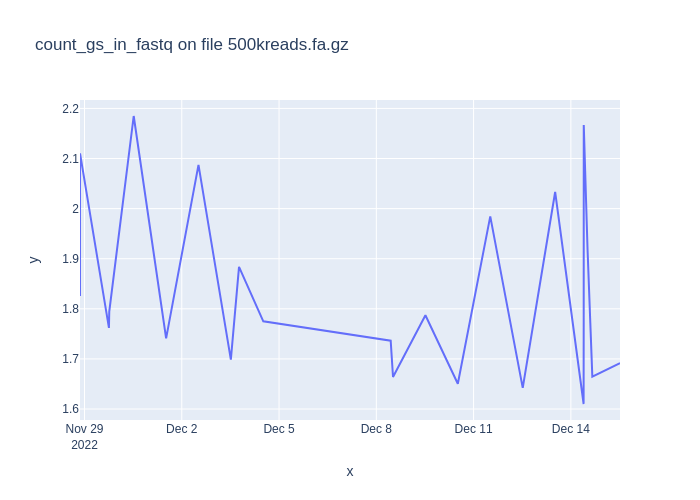 count_gs_in_fastq on file 500kreads.fa.gz
2.2
2.1
2
1.9
1.8
1.7
1.6
y
Nov 29 Dec 2 Dec 5 Dec 8 Dec 11 Dec 14
2022
x